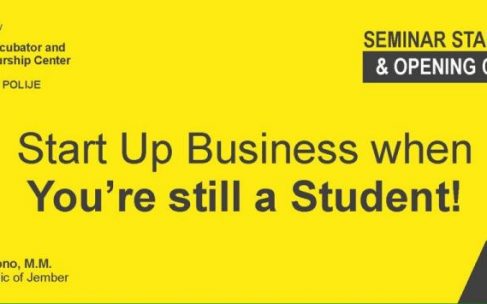 cubator and
SEMINAR STA
urship Center
& OPENING
POLIJE
Start Up Business when
You're still a Student!
ono, M.M.
ic of Jember